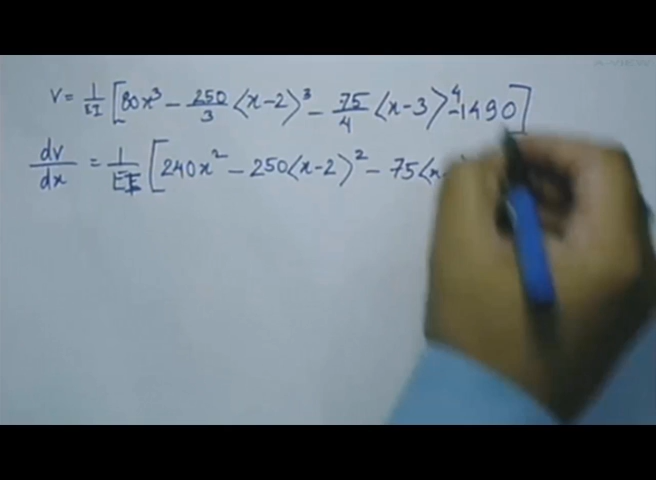 V = 1/EI [80x³ - 250/3 ⟨x-2⟩³ - 75/4 ⟨x-3⟩⁴ -1490]
dv/dx = 1/EI [240x² - 250⟨x-2⟩² - 75⟨x-